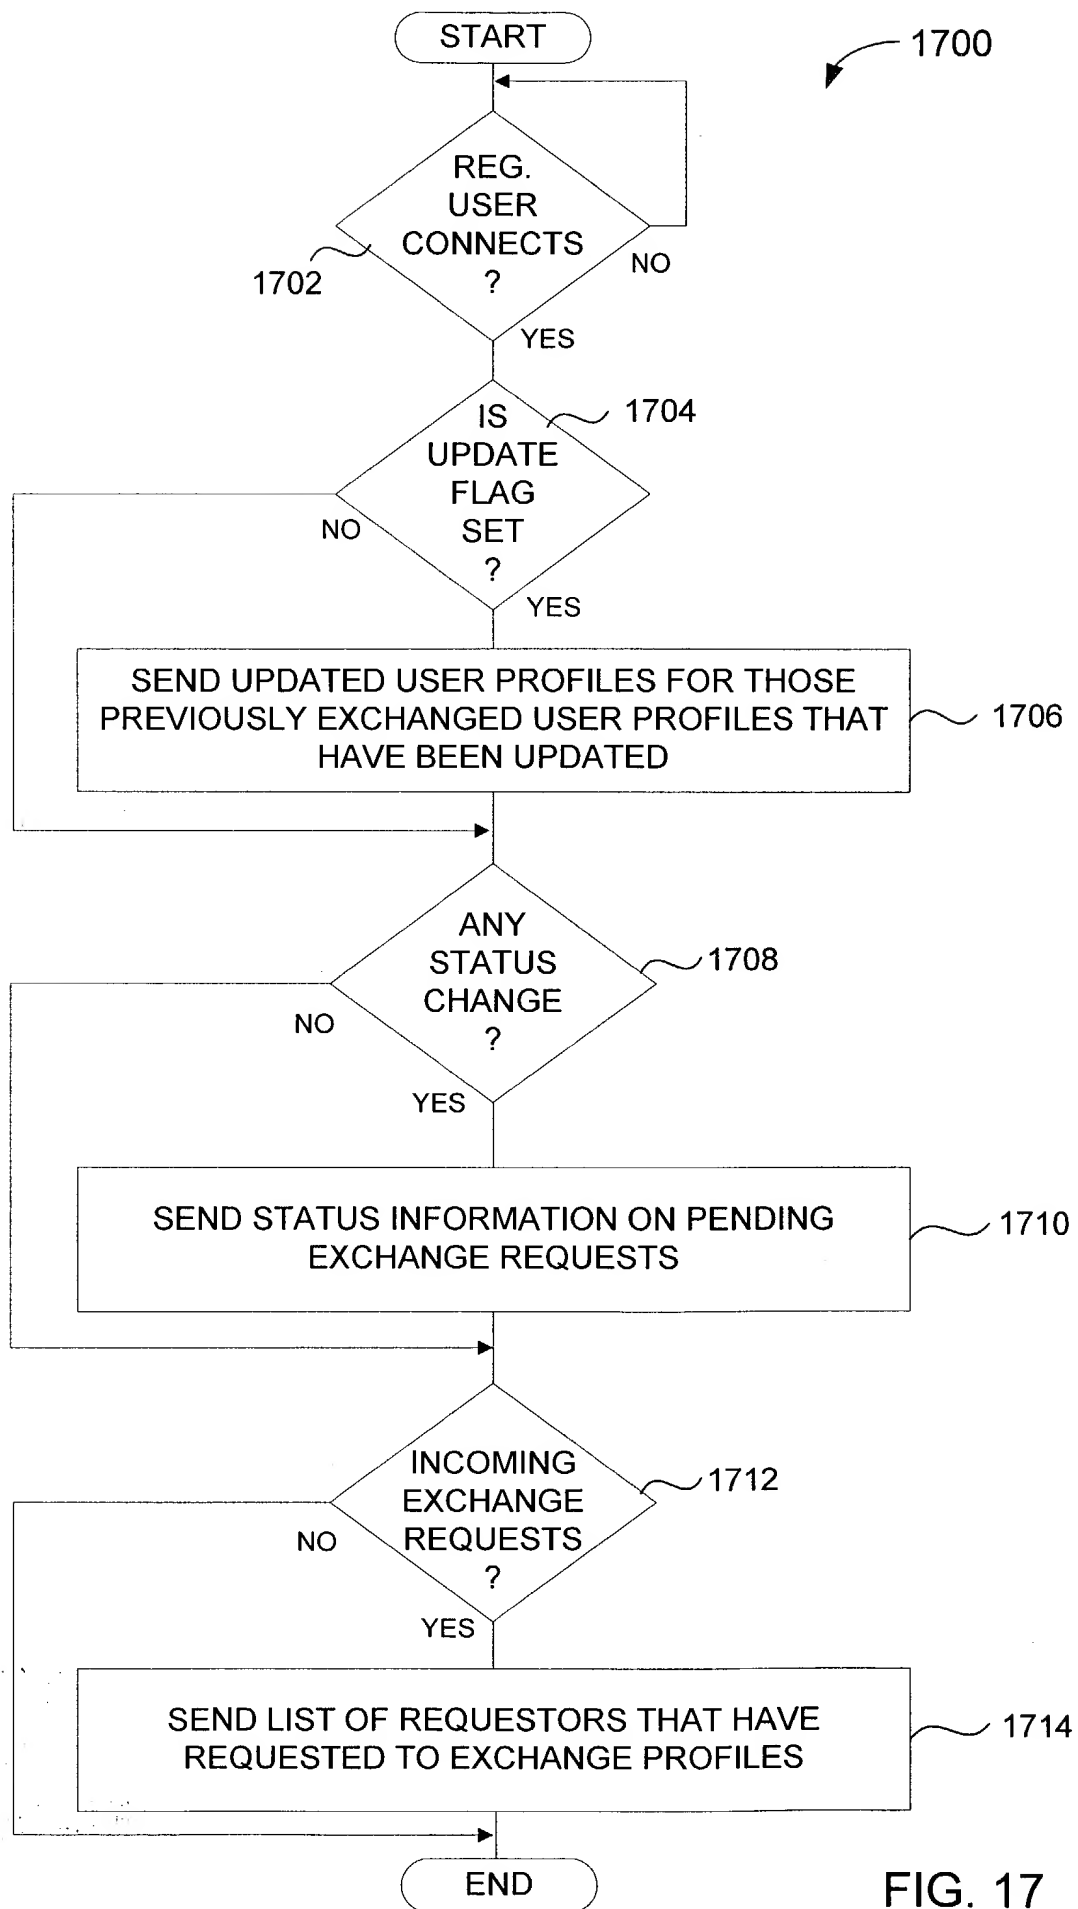 START
1700
REG.
USER
CONNECTS
?
1702
NO
YES
IS
UPDATE
FLAG
SET
?
1704
NO
YES
SEND UPDATED USER PROFILES FOR THOSE
PREVIOUSLY EXCHANGED USER PROFILES THAT
HAVE BEEN UPDATED
1706
ANY
STATUS
CHANGE
?
1708
NO
YES
SEND STATUS INFORMATION ON PENDING
EXCHANGE REQUESTS
1710
INCOMING
EXCHANGE
REQUESTS
?
1712
NO
YES
SEND LIST OF REQUESTORS THAT HAVE
REQUESTED TO EXCHANGE PROFILES
1714
END
FIG. 17